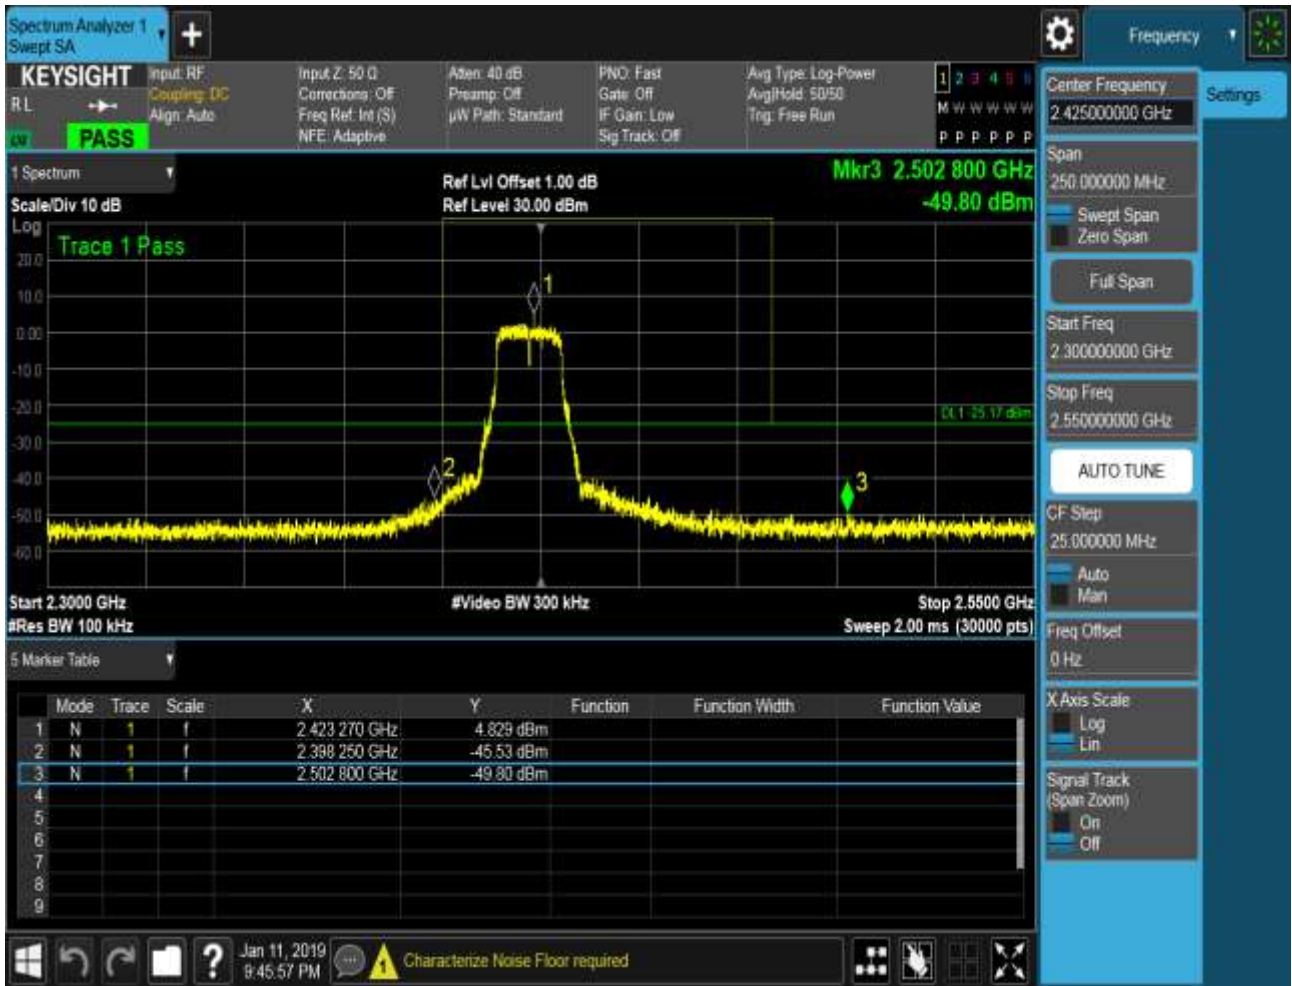 Spectrum Analyzer 1
Swept SA
+
Frequency
KEYSIGHT
RL
PASS
Input: RF
Coupling: DC
Align: Auto
Input Z: 50 Ω
Corrections: Off
Freq Ref: Int (S)
NFE: Adaptive
Atten: 40 dB
Preamp: Off
µW Path: Standard
PNO: Fast
Gate: Off
IF Gain: Low
Sig Track: Off
Avg Type: Log-Power
Avg|Hold: 50/50
Trig: Free Run
1 2 3 4 5 6
M W W W W W
P P P P P P
1 Spectrum
Scale/Div 10 dB
Ref Lvl Offset 1.00 dB
Ref Level 30.00 dBm
Mkr3 2.502 800 GHz
-49.80 dBm
Log
Trace 1 Pass
20.0
10.0
0.00
-10.0
-20.0
-30.0
-40.0
-50.0
-60.0
1
2
3
DL1 -25.17 dBm
Start 2.3000 GHz
#Video BW 300 kHz
Stop 2.5500 GHz
#Res BW 100 kHz
Sweep 2.00 ms (30000 pts)
5 Marker Table
Mode Trace Scale X Y Function Function Width Function Value
1 N 1 f 2.423 270 GHz 4.829 dBm
2 N 1 f 2.398 250 GHz -45.53 dBm
3 N 1 f 2.502 800 GHz -49.80 dBm
4
5
6
7
8
9
Jan 11, 2019
9:45:57 PM
?
1
Characterize Noise Floor required
Settings
Center Frequency
2.425000000 GHz
Span
250.000000 MHz
Swept Span
Zero Span
Full Span
Start Freq
2.300000000 GHz
Stop Freq
2.550000000 GHz
AUTO TUNE
CF Step
25.000000 MHz
Auto
Man
Freq Offset
0 Hz
X Axis Scale
Log
Lin
Signal Track
(Span Zoom)
On
Off